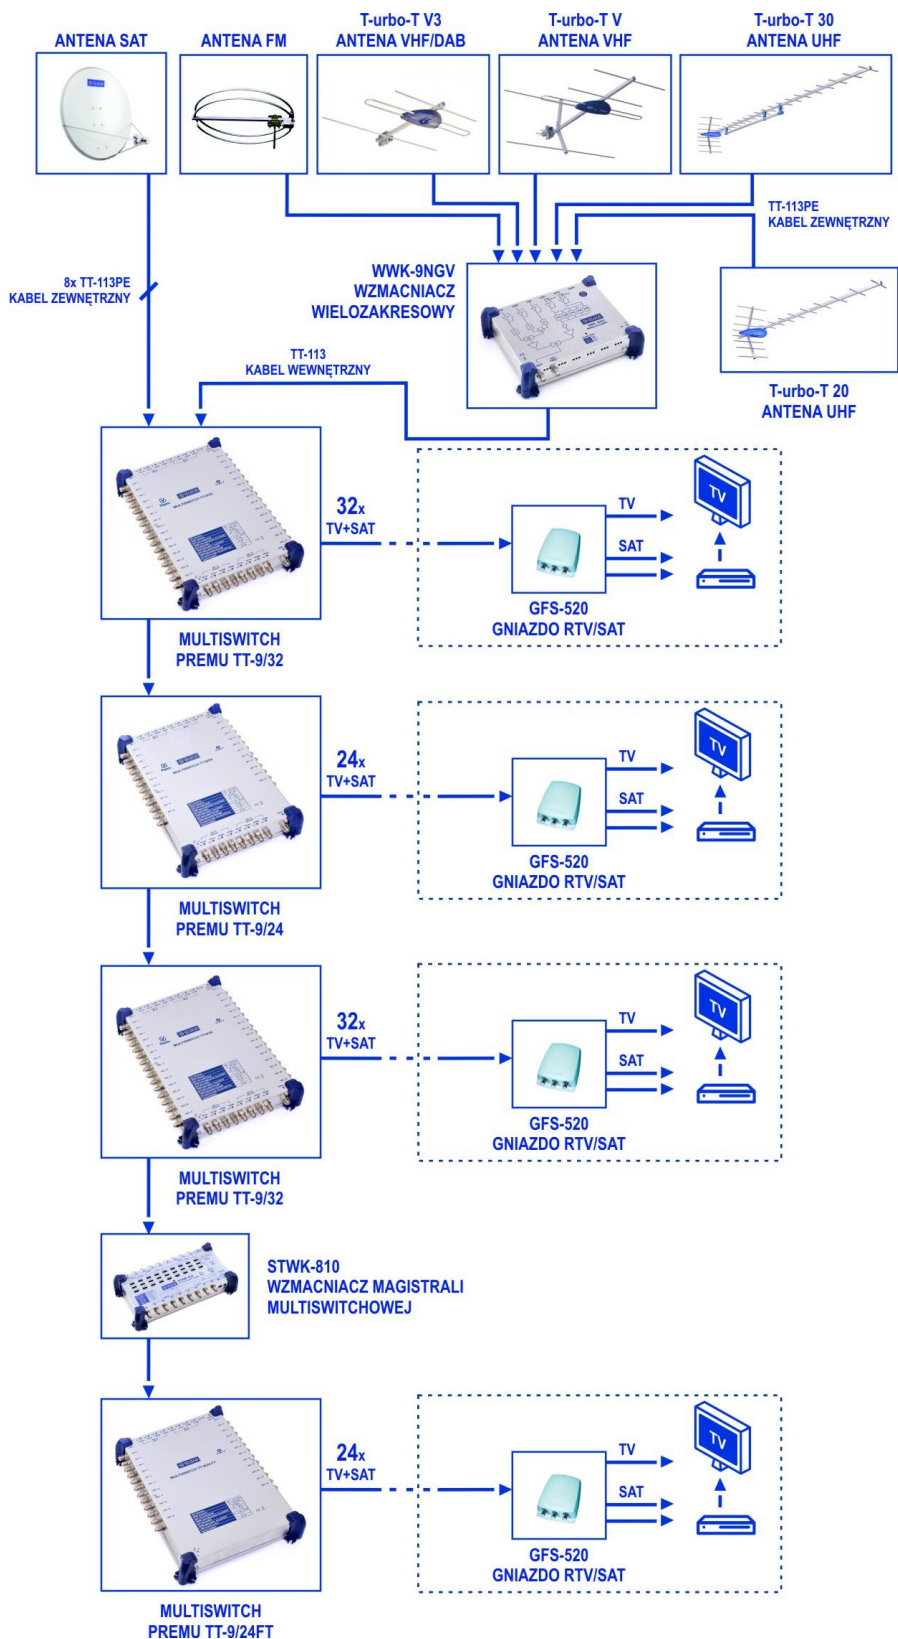 ANTENA SAT
ANTENA FM
T-urbo-T V3
ANTENA VHF/DAB
T-urbo-T V
ANTENA VHF
T-urbo-T 30
ANTENA UHF
TT-113PE
KABEL ZEWNĘTRZNY
8x TT-113PE
KABEL ZEWNĘTRZNY
WWK-9NGV
WZMACNIACZ
WIELOZAKRESOWY
TT-113
KABEL WEWNĘTRZNY
T-urbo-T 20
ANTENA UHF
32x
TV+SAT
TV
SAT
TV
GFS-520
GNIAZDO RTV/SAT
MULTISWITCH
PREMU TT-9/32
24x
TV+SAT
TV
SAT
TV
GFS-520
GNIAZDO RTV/SAT
MULTISWITCH
PREMU TT-9/24
32x
TV+SAT
TV
SAT
TV
GFS-520
GNIAZDO RTV/SAT
MULTISWITCH
PREMU TT-9/32
STWK-810
WZMACNIACZ MAGISTRALI
MULTISWITCHOWEJ
24x
TV+SAT
TV
SAT
TV
GFS-520
GNIAZDO RTV/SAT
MULTISWITCH
PREMU TT-9/24FT